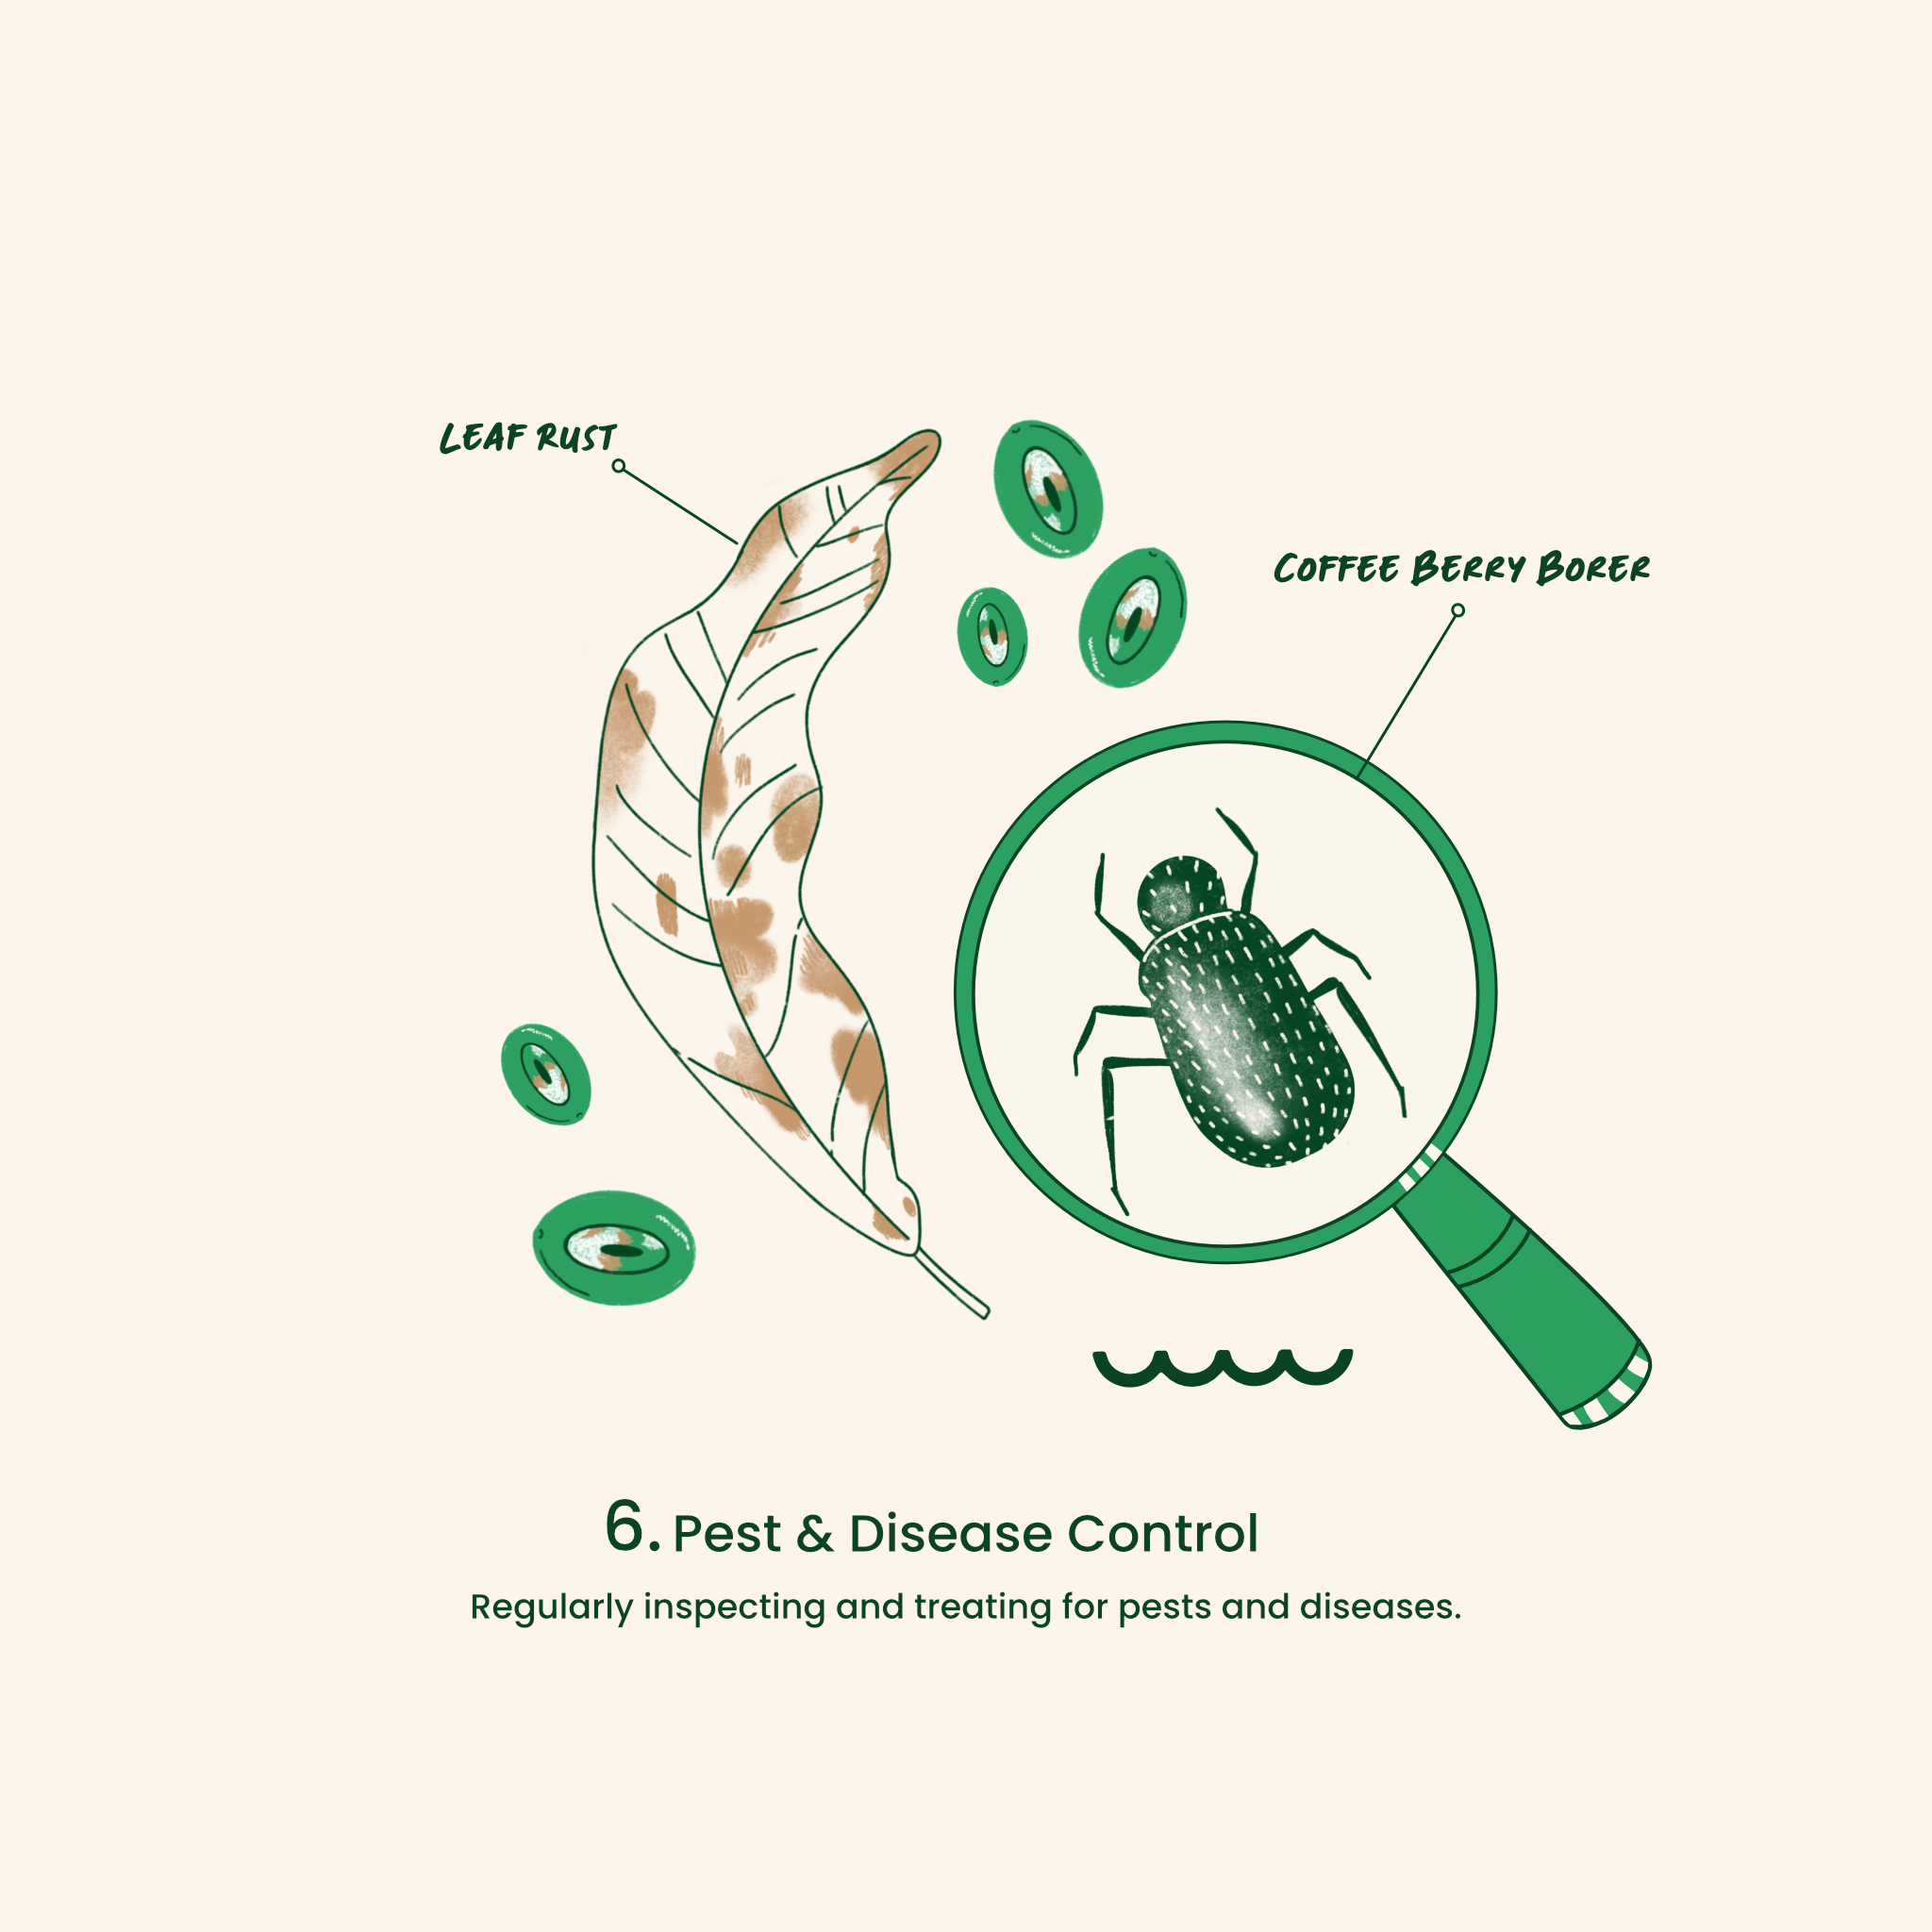 LEAF RUST
COFFEE BERRY BORER
6. Pest & Disease Control
Regularly inspecting and treating for pests and diseases.